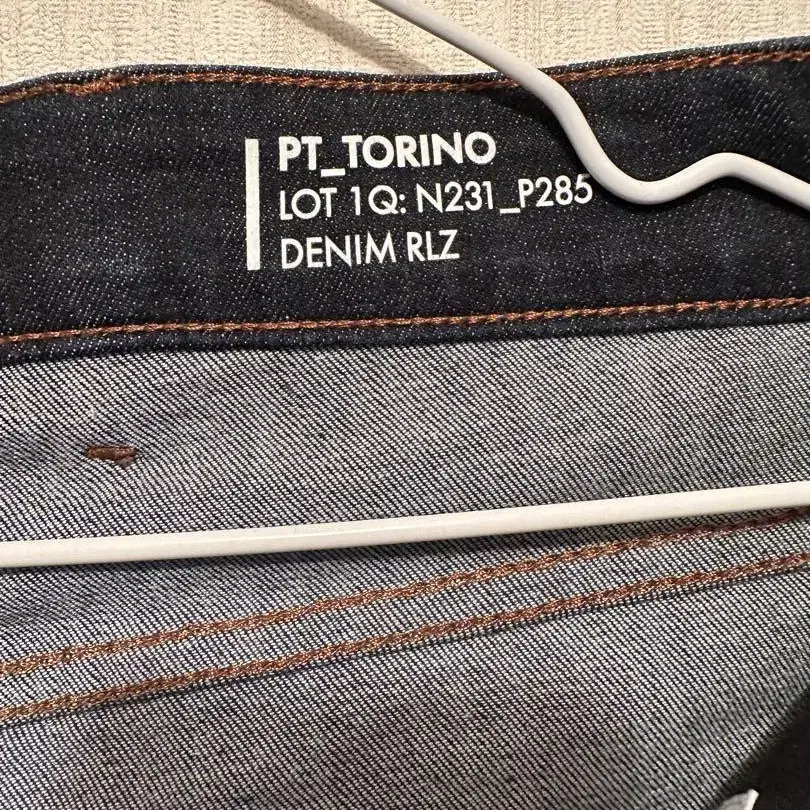 PT_TORINO
LOT 1Q: N231_P285
DENIM RLZ